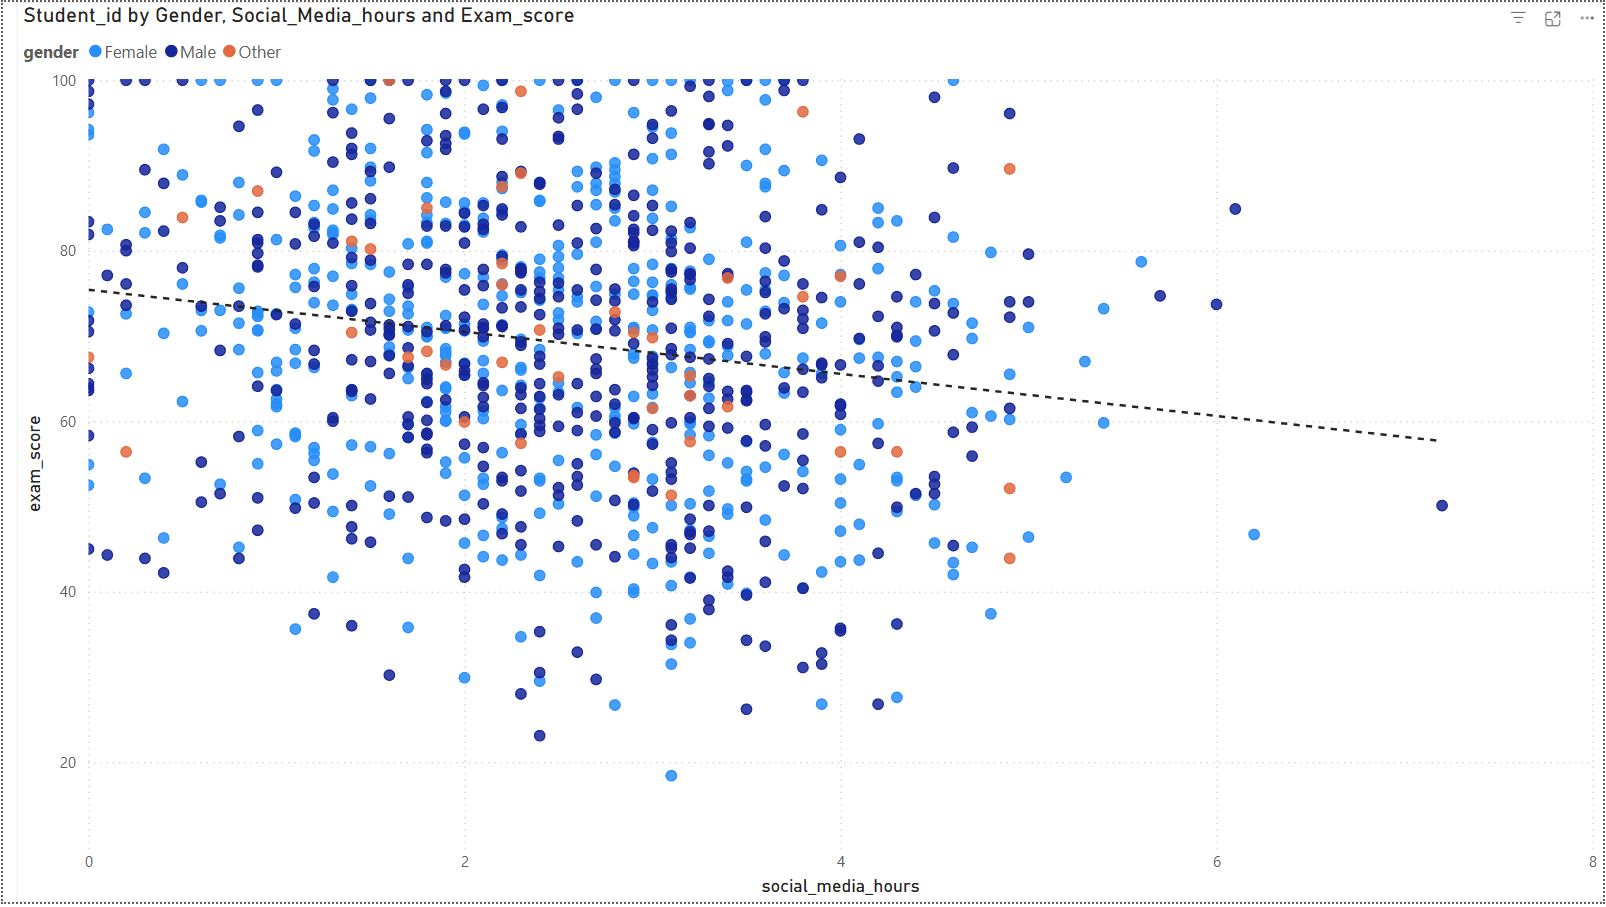 Student_id by Gender, Social_Media_hours and Exam_score
gender Female Male Other
100
80
60
40
20
exam_score
0 2 4 6 8
social_media_hours